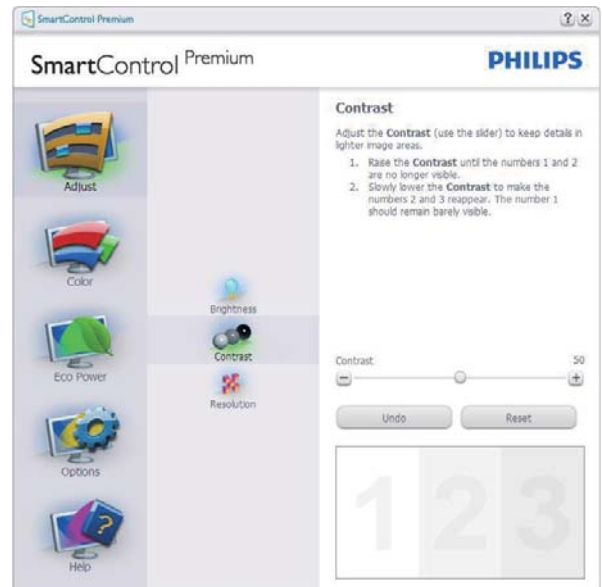 SmartControl Premium
? ×
SmartControl Premium
PHILIPS
Adjust
Color
Eco Power
Options
Help
Brightness
Contrast
Resolution
Contrast
Adjust the Contrast (use the slider) to keep details in
lighter image areas.
1. Raise the Contrast until the numbers 1 and 2
are no longer visible.
2. Slowly lower the Contrast to make the
numbers 2 and 3 reappear. The number 1
should remain barely visible.
Contrast 50
Undo Reset
1 2 3